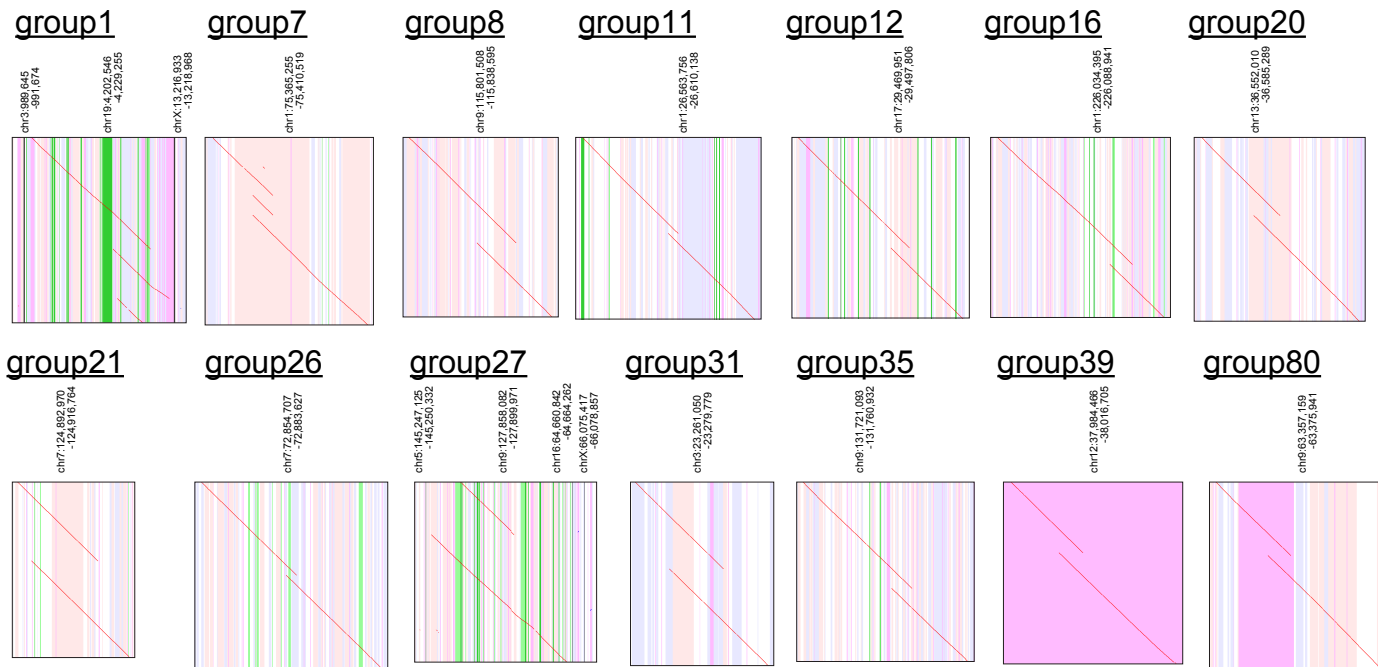 group1
chr3:989,645
-991,674
chr19:4,202,546
-4,229,255
chrX:13,216,933
-13,218,968
group7
chr1:75,365,255
-75,410,519
group8
chr9:115,801,508
-115,838,595
group11
chr1:26,563,756
-26,610,138
group12
chr17:29,469,951
-29,497,806
group16
chr1:226,034,395
-226,088,941
group20
chr13:36,552,010
-36,585,289
group21
chr7:124,892,970
-124,916,764
group26
chr7:72,854,707
-72,883,627
group27
chr5:145,247,125
-145,250,332
chr9:127,858,082
-127,899,971
chr16:64,660,842
-64,664,262
chrX:66,075,417
-66,078,857
group31
chr3:23,261,050
-23,279,779
group35
chr9:131,721,093
-131,760,932
group39
chr12:37,984,466
-38,016,705
group80
chr9:63,357,159
-63,375,941